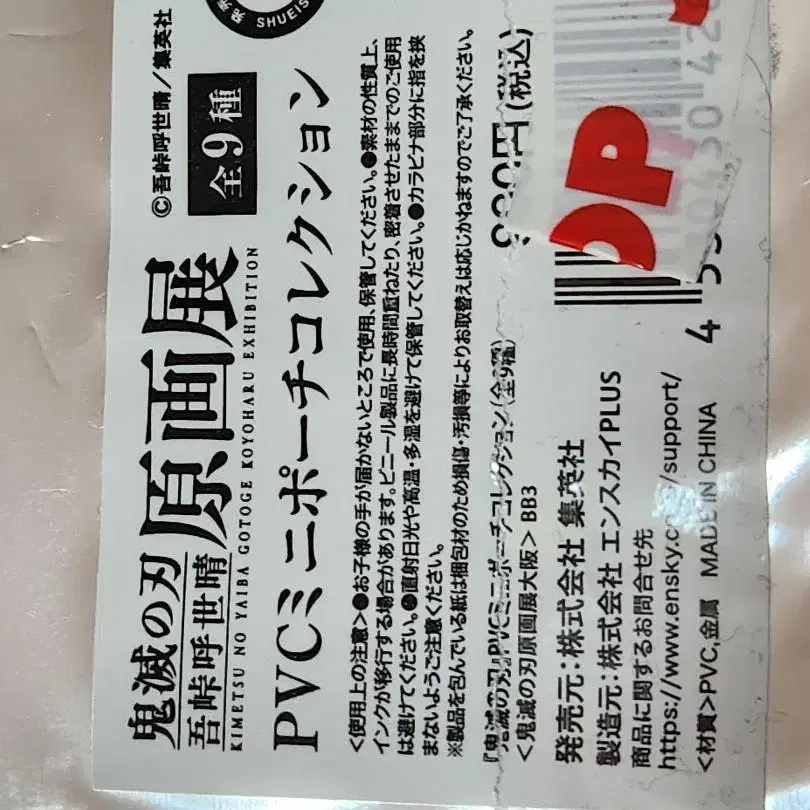 鬼滅の刃
吾峠呼世晴
原画展
KIMETSU NO YAIBA GOTOGE KOYOHARU EXHIBITION
©吾峠呼世晴/集英社
全9種
PVCミニポーチコレクション
<使用上の注意>●お子様の手が届かないところで使用、保管してください。●素材の性質上、
インクが移行する場合があります。ビニール製品に長時間重ねたり、密着させたままでのご使用
は避けてください。●直射日光や高温・多湿を避けて保管してください。●カラビナ部分に指を挟
まないようご注意ください。
※製品を包んでいる紙は梱包材のため損傷・汚損等によりお取替えは応じかねますのでご了承ください。
『鬼滅の刃』PVCミニポーチコレクション(全9種)
<鬼滅の刃原画展大阪> BB3
円(税込)
発売元:株式会社 集英社
製造元:株式会社 エンスカイPLUS
商品に関するお問合せ先
https://www.ensky.co /support/
<材質>PVC,金属 MADE IN CHINA
OP